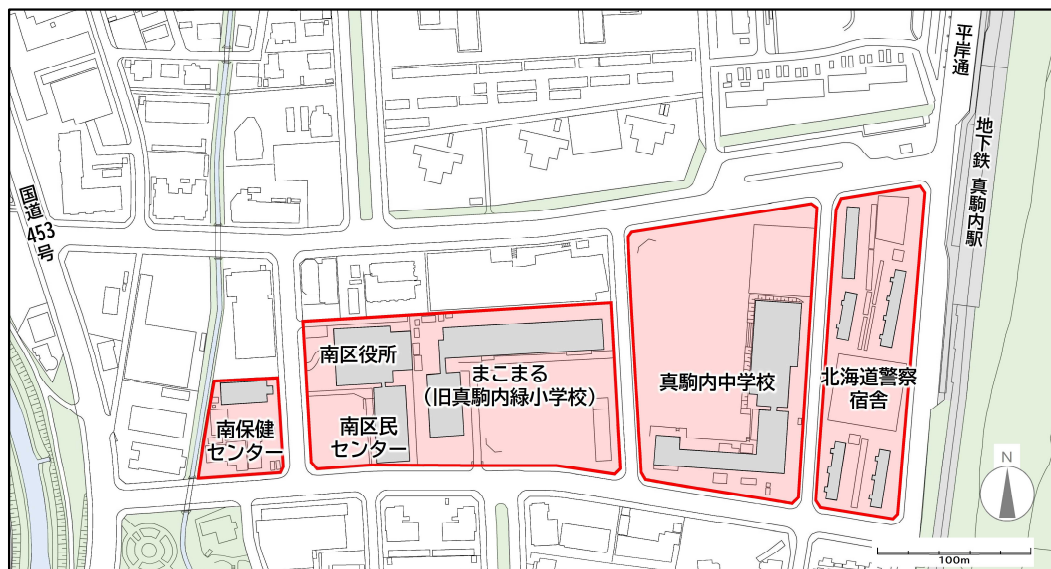 平岸通
地下鉄 真駒内駅
国道453号
南区役所
まこまる
（旧真駒内緑小学校）
真駒内中学校
北海道警察
宿舎
南保健
センター
南区民
センター
N
100m